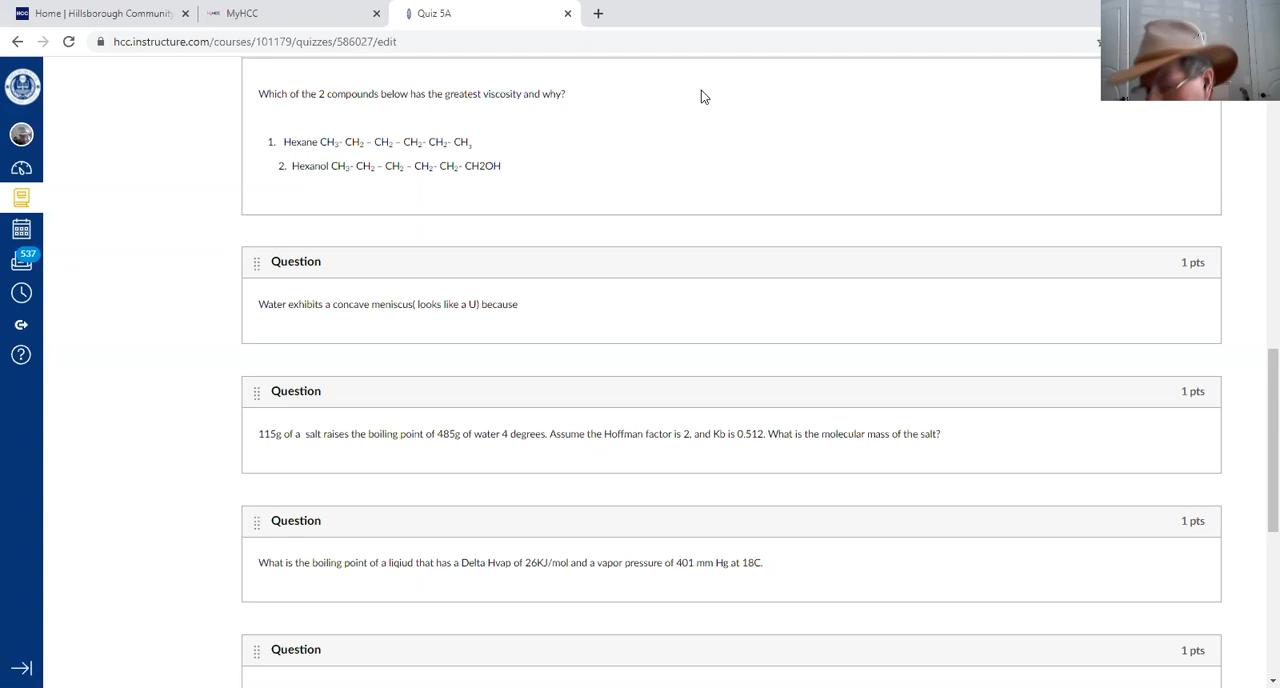 Home | Hillsborough Community
MyHCC
Quiz 5A
hcc.instructure.com/courses/101179/quizzes/586027/edit
Which of the 2 compounds below has the greatest viscosity and why?
1. Hexane CH₃- CH₂ – CH₂ – CH₂- CH₂- CH₃
2. Hexanol CH₃- CH₂ – CH₂ – CH₂- CH₂- CH2OH
537
Question 1 pts
Water exhibits a concave meniscus( looks like a U) because
Question 1 pts
115g of a salt raises the boiling point of 485g of water 4 degrees. Assume the Hoffman factor is 2, and Kb is 0.512. What is the molecular mass of the salt?
Question 1 pts
What is the boiling point of a liqiud that has a Delta Hvap of 26KJ/mol and a vapor pressure of 401 mm Hg at 18C.
Question 1 pts